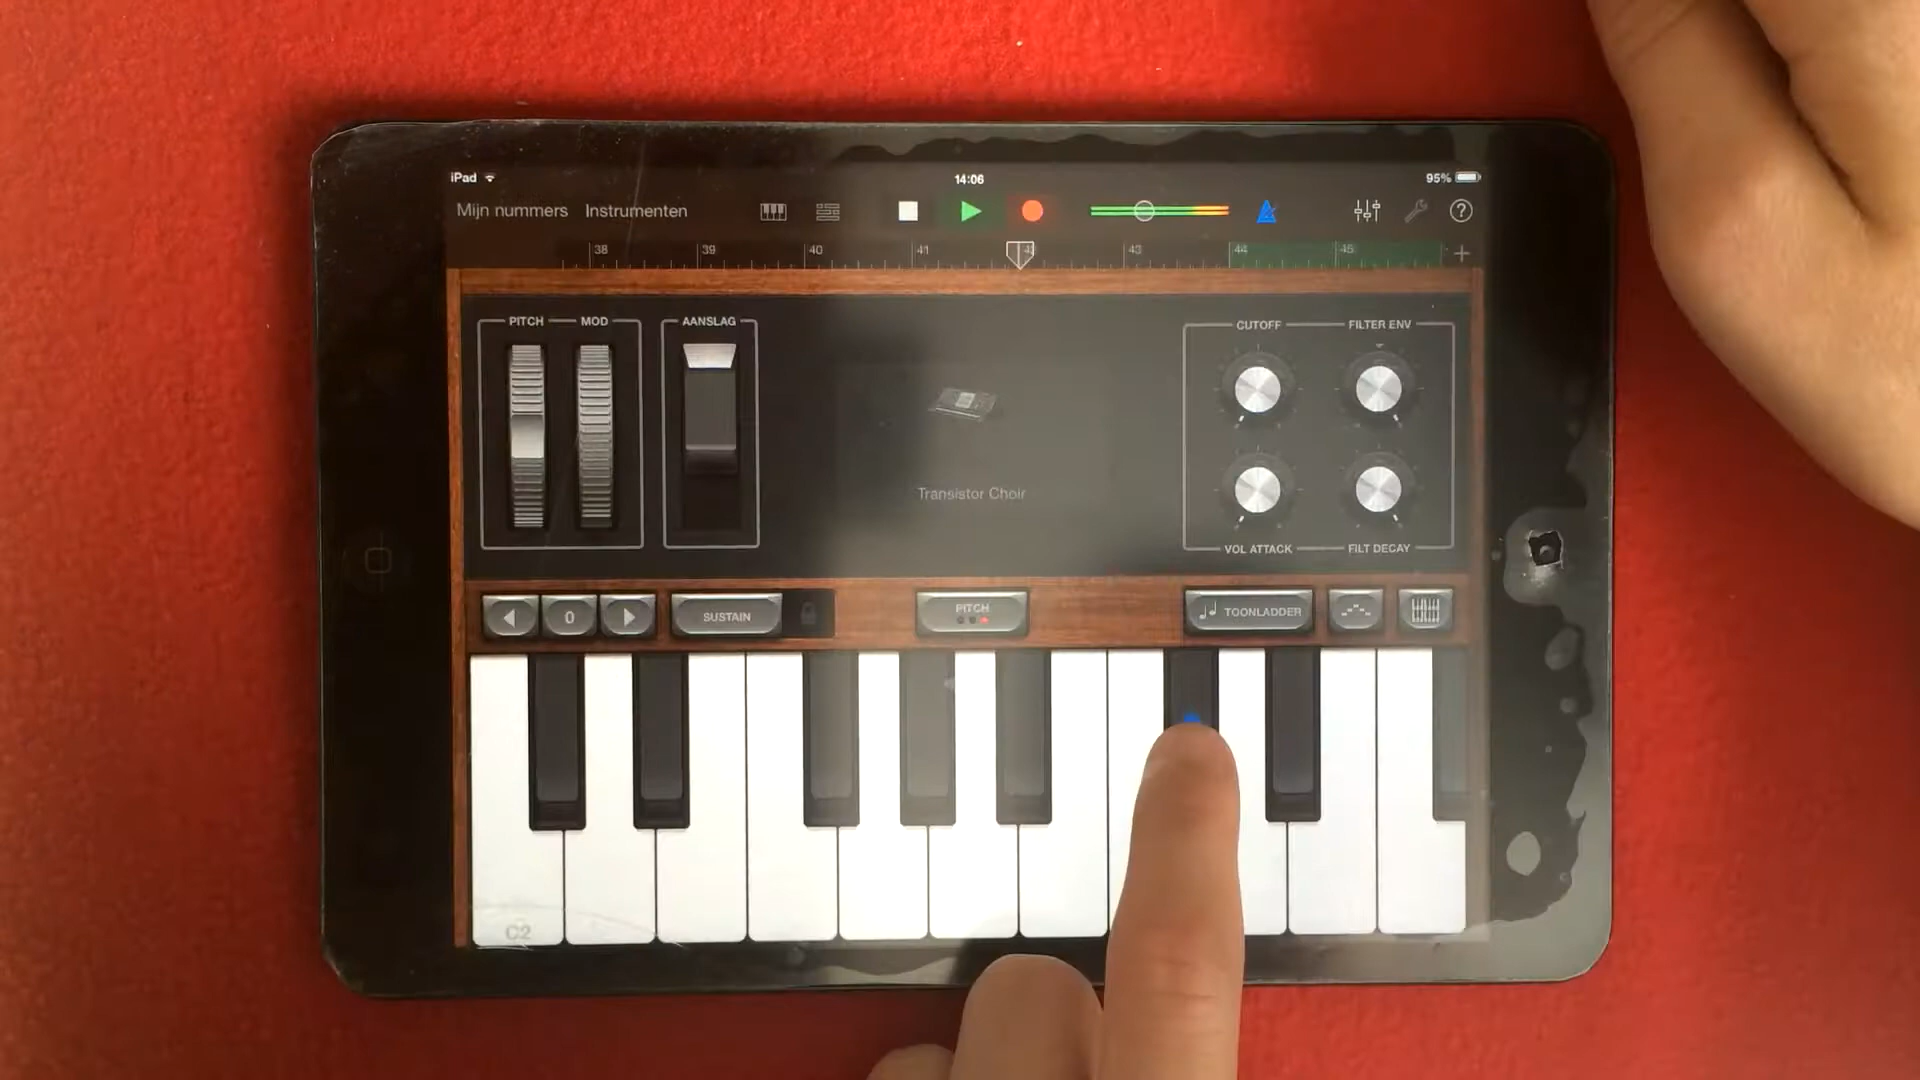 iPad 14:06 95%
Mijn nummers Instrumenten ?
38 39 40 41 42 43 44 45 +
PITCH MOD AANSLAG CUTOFF FILTER ENV
Transistor Choir
VOL ATTACK FILT DECAY
0 SUSTAIN PITCH TOONLADDER
C2